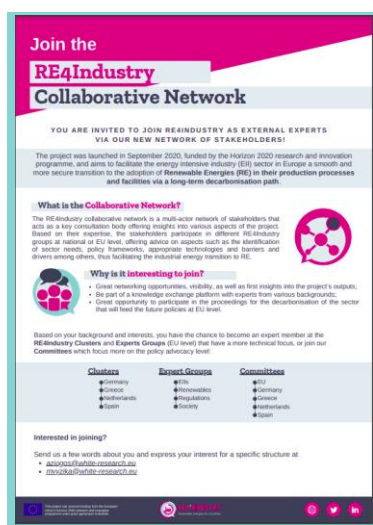 Join the
RE4Industry
Collaborative Network
YOU ARE INVITED TO JOIN RE4INDUSTRY AS EXTERNAL EXPERTS
VIA OUR NEW NETWORK OF STAKEHOLDERS!
The project was launched in September 2020, funded by the Horizon 2020 research and innovation
programme, and aims to facilitate the energy intensive industry (EII) sector in Europe a smooth and
more secure transition to the adoption of Renewable Energies (RE) in their production processes
and facilities via a long-term decarbonisation path.
What is the Collaborative Network?
The RE4Industry collaborative network is a multi-actor network of stakeholders that
acts as a key consultation body offering insights into various aspects of the project.
Based on their expertise, the stakeholders participate in different RE4Industry
groups at national or EU level, offering advice on aspects such as the identification
of sector needs, policy frameworks, appropriate technologies and barriers and
drivers among others, thus facilitating the industrial energy transition to RE.
Why is it interesting to join?
• Great networking opportunities, visibility, as well as first insights into the project's outputs;
• Be part of a knowledge exchange platform with experts from various backgrounds;
• Great opportunity to participate in the proceedings for the decarbonisation of the sector
that will feed the future policies at EU level.
Based on your background and interests, you have the chance to become an expert member at the
RE4Industry Clusters and Experts Groups (EU level) that have a more technical focus, or join our
Committees which focus more on the policy advocacy level:
Clusters Expert Groups Committees
Germany EIIs EU
Greece Renewables Germany
Netherlands Regulations Greece
Spain Society Netherlands
Spain
Interested in joining?
Send us a few words about you and express your interest for a specific structure at
• aziogos@white-research.eu
• mvyzika@white-research.eu